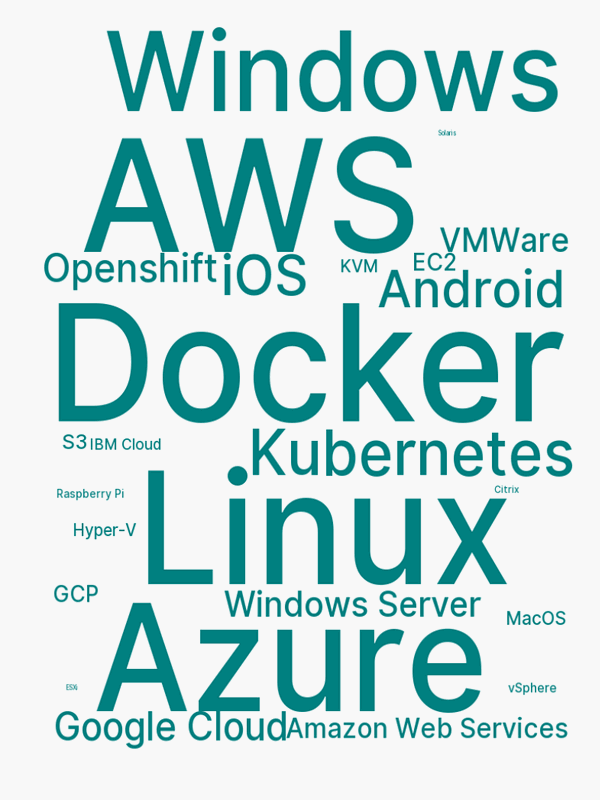 Windows
Solaris
AWS
VMWare
Openshift iOS KVM EC2
Android
Docker
S3 IBM Cloud Kubernetes
Raspberry Pi Citrix
Linux
Hyper-V
GCP Windows Server
MacOS
Azure
ESXi vSphere
Google Cloud Amazon Web Services